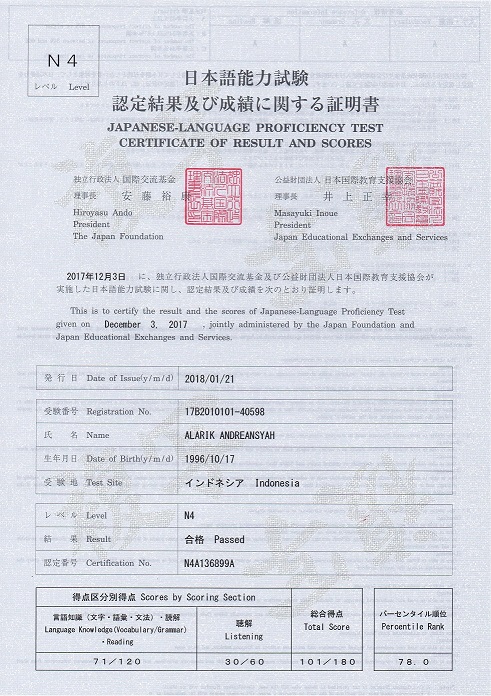 N4
レベル Level
日本語能力試験
認定結果及び成績に関する証明書
JAPANESE-LANGUAGE PROFICIENCY TEST
CERTIFICATE OF RESULT AND SCORES
独立行政法人 国際交流基金
理事長 安藤裕康
Hiroyasu Ando
President
The Japan Foundation
公益財団法人 日本国際教育支援協会
理事長 井上正幸
Masayuki Inoue
President
Japan Educational Exchanges and Services
2017年12月3日 に、独立行政法人国際交流基金及び公益財団法人日本国際教育支援協会が
実施した日本語能力試験に関し、認定結果及び成績を次のとおり証明します。
This is to certify the result and the scores of Japanese-Language Proficiency Test
given on December 3, 2017 , jointly administered by the Japan Foundation and
Japan Educational Exchanges and Services.
発行日 Date of Issue(y/m/d) 2018/01/21
受験番号 Registration No. 17B2010101-40598
氏名 Name ALARIK ANDREANSYAH
生年月日 Date of Birth(y/m/d) 1996/10/17
受験地 Test Site インドネシア Indonesia
レベル Level N4
結果 Result 合格 Passed
認定番号 Certification No. N4A136899A
得点区分別得点 Scores by Scoring Section
言語知識（文字・語彙・文法）・読解
Language Knowledge(Vocabulary/Grammar)
・Reading
聴解
Listening
総合得点
Total Score
パーセンタイル順位
Percentile Rank
71/120 30/60 101/180 78.0